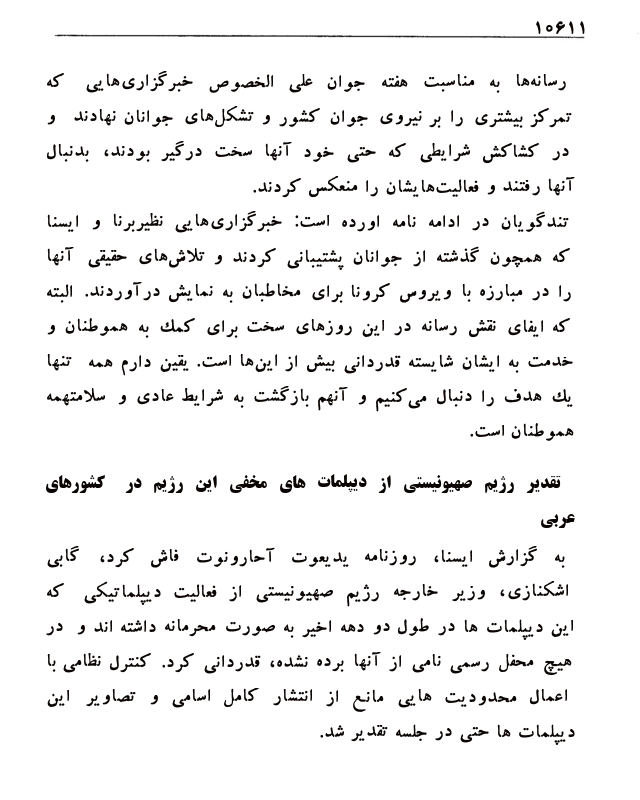 ۱۰۶۱۱
رسانه‌ها به مناسبت هفته جوان علی الخصوص خبرگزاری‌هایی که
تمرکز بیشتری را بر نیروی جوان کشور و تشکل‌های جوانان نهادند و
در کشاکش شرایطی که حتی خود آنها سخت درگیر بودند، بدنبال
آنها رفتند و فعالیت‌هایشان را منعکس کردند.
تندگویان در ادامه نامه اورده است: خبرگزاری‌هایی نظیربرنا و ایسنا
که همچون گذشته از جوانان پشتیبانی کردند و تلاش‌های حقیقی آنها
را در مبارزه با ویروس کرونا برای مخاطبان به نمایش درآوردند. البته
که ایفای نقش رسانه در این روزهای سخت برای کمك به هموطنان و
خدمت به ایشان شایسته قدردانی بیش از این‌ها است. یقین دارم همه تنها
یك هدف را دنبال می‌کنیم و آنهم بازگشت به شرایط عادی و سلامتهمه
هموطنان است.
تقدیر رژیم صهیونیستی از دیپلمات های مخفی این رژیم در کشورهای
عربی
به گزارش ایسنا، روزنامه یدیعوت آحارونوت فاش کرد، گابی
اشکنازی، وزیر خارجه رژیم صهیونیستی از فعالیت دیپلماتیکی که
این دیپلمات ها در طول دو دهه اخیر به صورت محرمانه داشته اند و در
هیچ محفل رسمی نامی از آنها برده نشده، قدردانی کرد. کنترل نظامی با
اعمال محدودیت هایی مانع از انتشار کامل اسامی و تصاویر این
دیپلمات ها حتی در جلسه تقدیر شد.